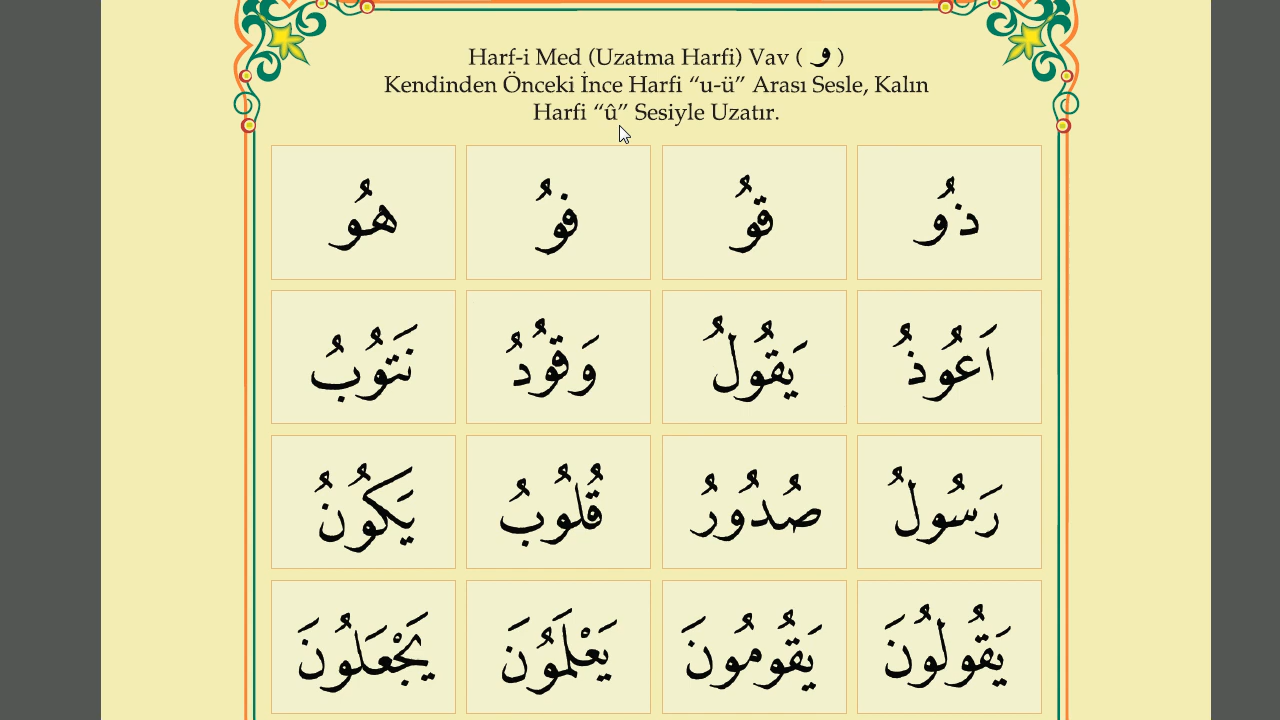 Harf-i Med (Uzatma Harfi) Vav ( و )
Kendinden Önceki İnce Harfi “u-ü” Arası Sesle, Kalın
Harfi “û” Sesiyle Uzatır.
ذُو قُو فُو هُو
اَعُوذُ يَقُولُ وَقُودُ نَتُوبُ
رَسُولُ صُدُورُ قُلُوبُ يَكُونُ
يَقُولُونَ يَقُومُونَ يَعْلَمُونَ يَجْعَلُونَ